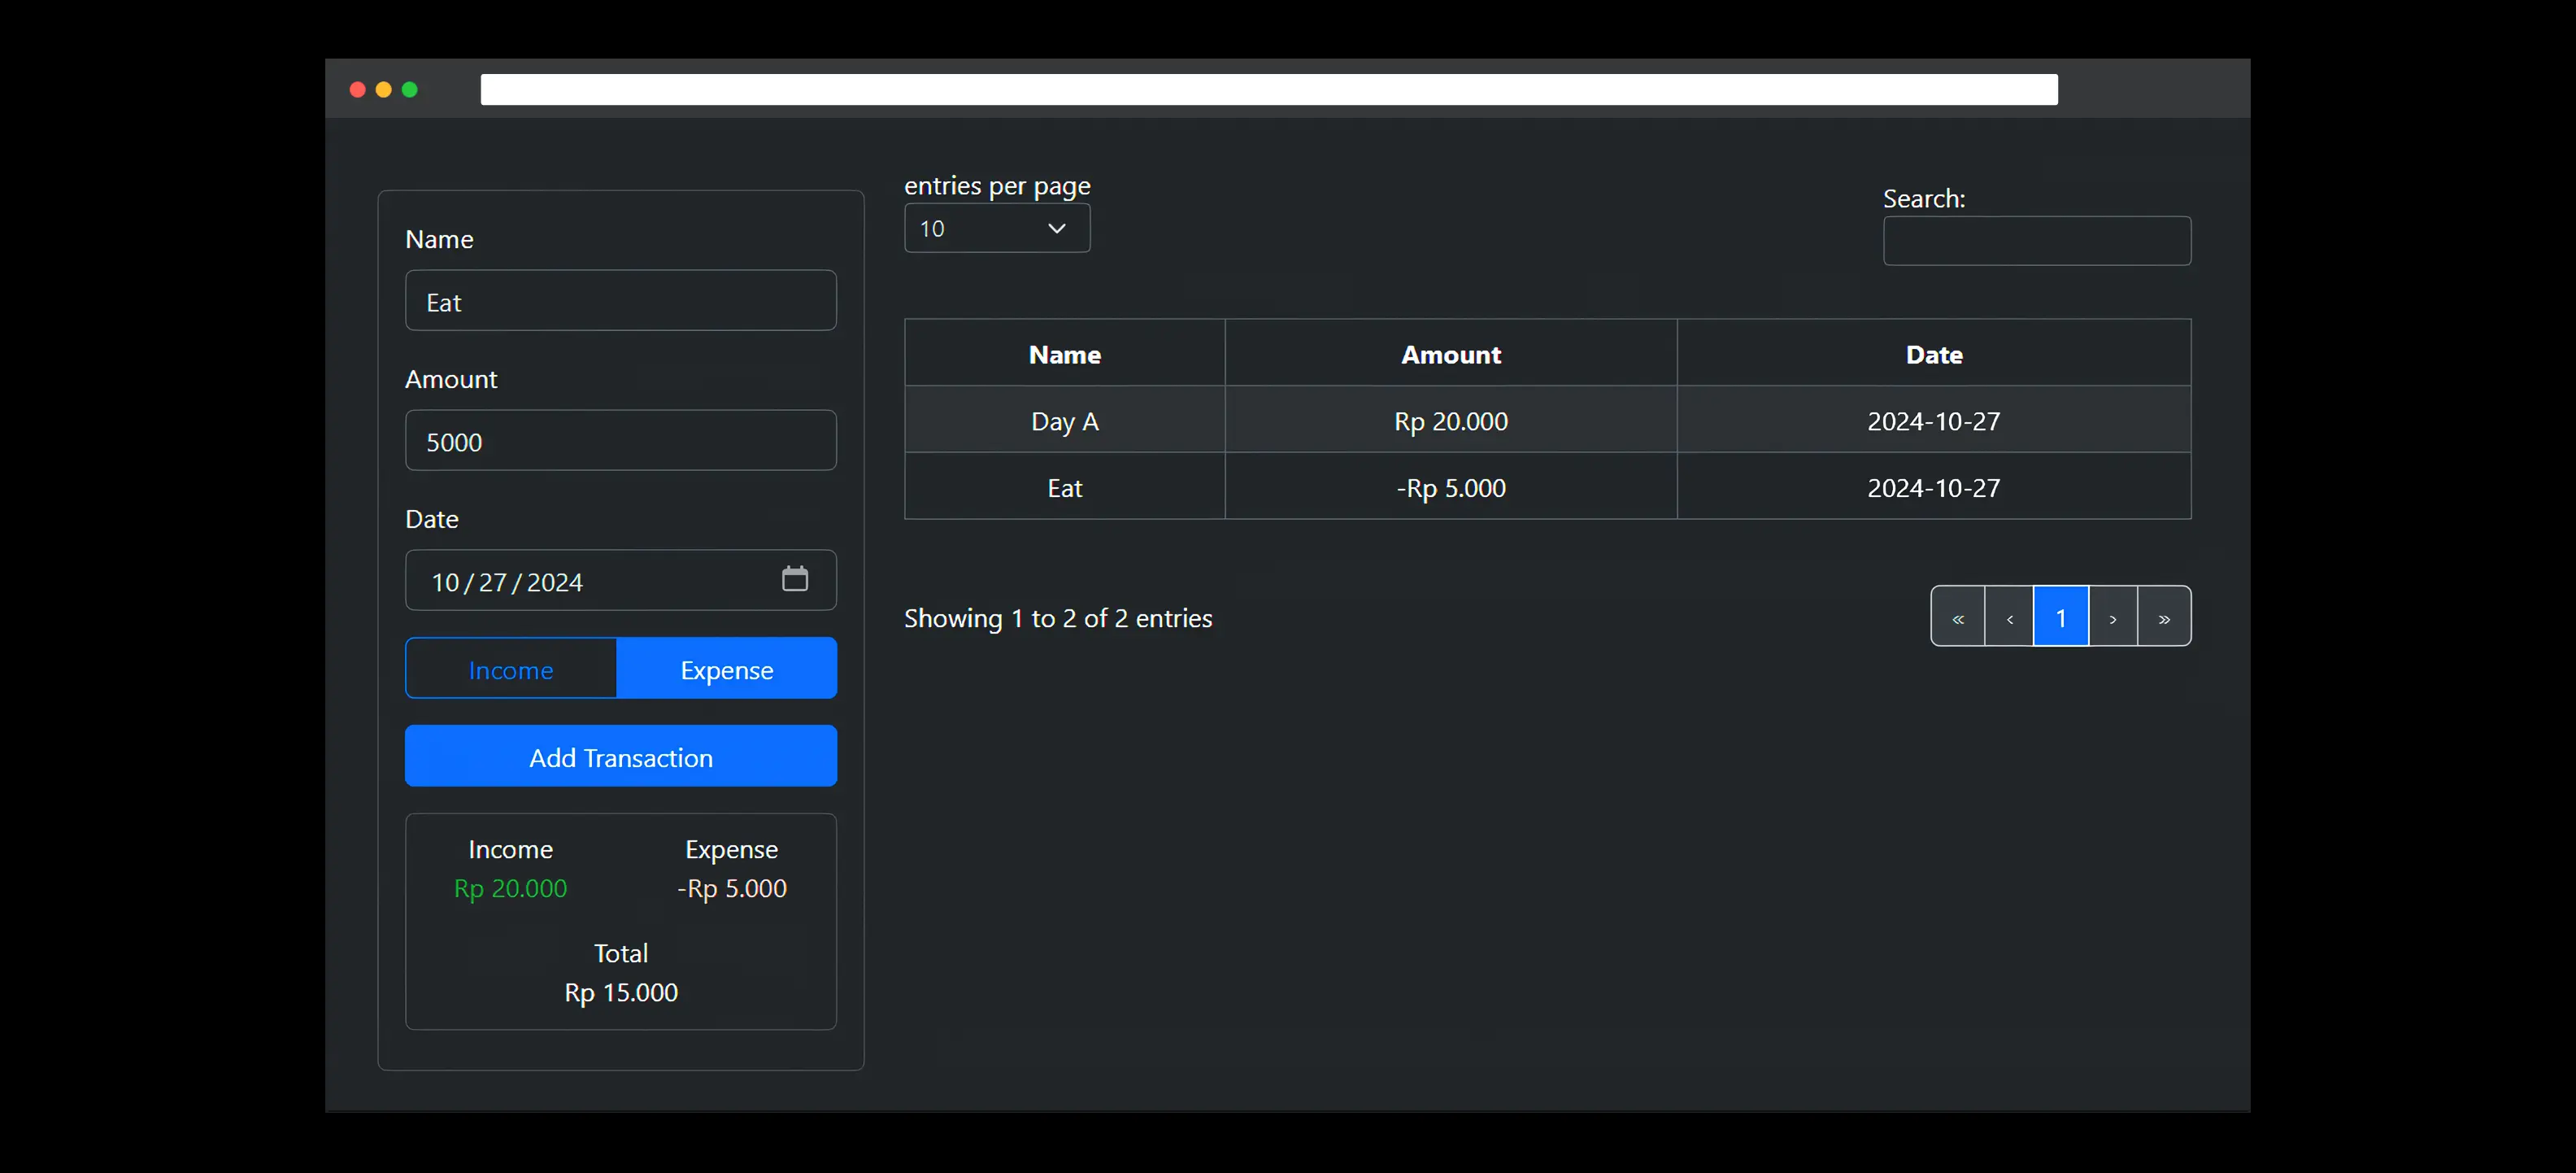 Name
Eat
Amount
5000
Date
10/27/2024
Income Expense
Add Transaction
Income Expense
Rp 20.000 -Rp 5.000
Total
Rp 15.000
entries per page
10
Search:
Name Amount Date
Day A Rp 20.000 2024-10-27
Eat -Rp 5.000 2024-10-27
Showing 1 to 2 of 2 entries
« ‹ 1 › »